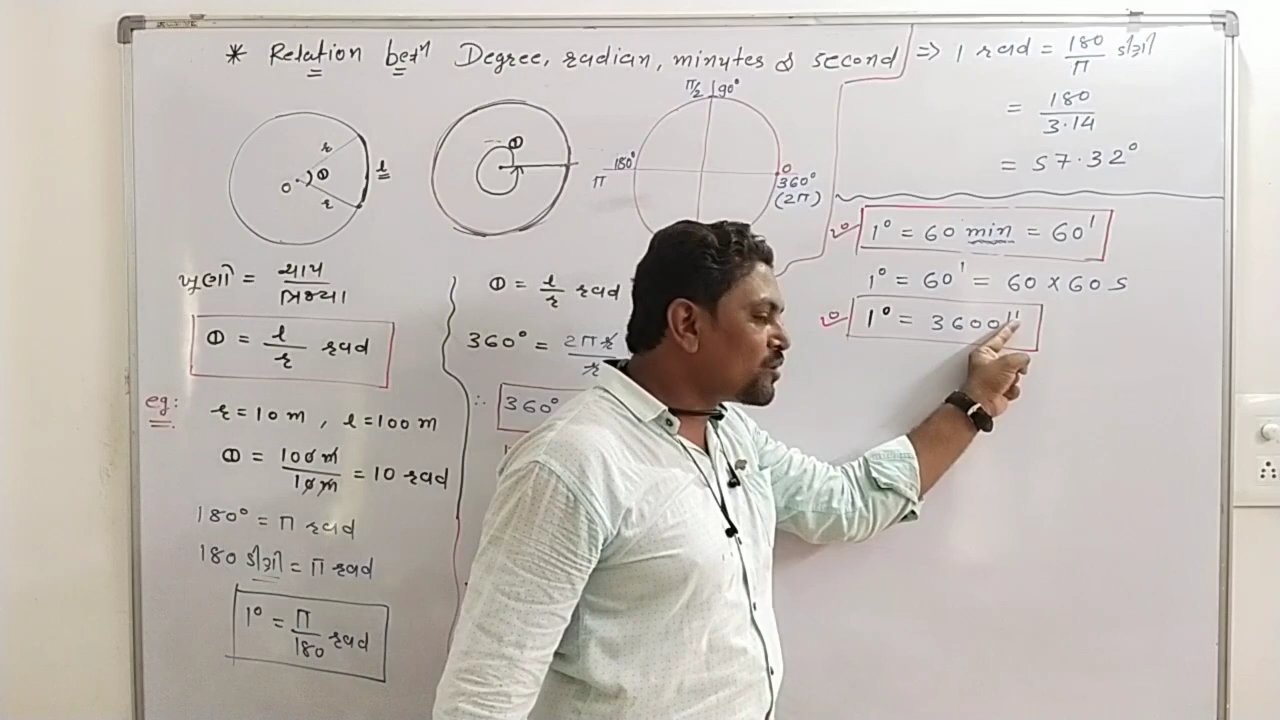 * Relation betⁿ Degree, radian, minutes & second
r
r
O
θ
l
θ
π/2 90°
180°
π
0
360°
(2π)
ખૂણો = ચાપ / ત્રિજ્યા
θ = l / r રેડ
eg:
r = 10 m , l = 100 m
θ = 100 m / 10 m = 10 રેડ
180° = π રેડ
180 ડીગ્રી = π રેડ
1° = π / 180 રેડ
θ = l / r રેડ
360° = 2πr / r
∴ 360°
⇒ 1 rad = 180 / π ડીગ્રી
= 180 / 3.14
= 57.32°
1° = 60 min = 60'
1° = 60' = 60 x 60 s
1° = 3600''